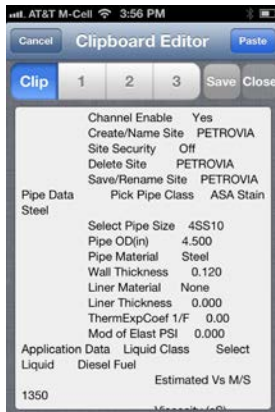 AT&T M-Cell 3:56 PM
Cancel Clipboard Editor Paste
Clip 1 2 3 Save Close
Channel Enable Yes
Create/Name Site PETROVIA
Site Security Off
Delete Site PETROVIA
Save/Rename Site PETROVIA
Pipe Data Pick Pipe Class ASA Stain
Steel
Select Pipe Size 4SS10
Pipe OD(in) 4.500
Pipe Material Steel
Wall Thickness 0.120
Liner Material None
Liner Thickness 0.000
ThermExpCoef 1/F 0.00
Mod of Elast PSI 0.000
Application Data Liquid Class Select
Liquid Diesel Fuel
Estimated Vs M/S
1350
Viscosity (cS)